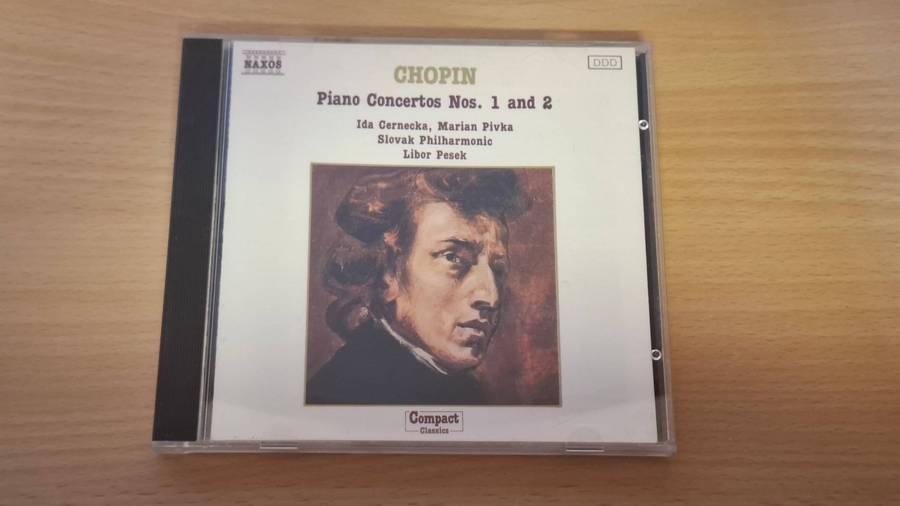 NAXOS
DDD
CHOPIN
Piano Concertos Nos. 1 and 2
Ida Cernecka, Marian Pivka
Slovak Philharmonic
Libor Pesek
Compact
Classics